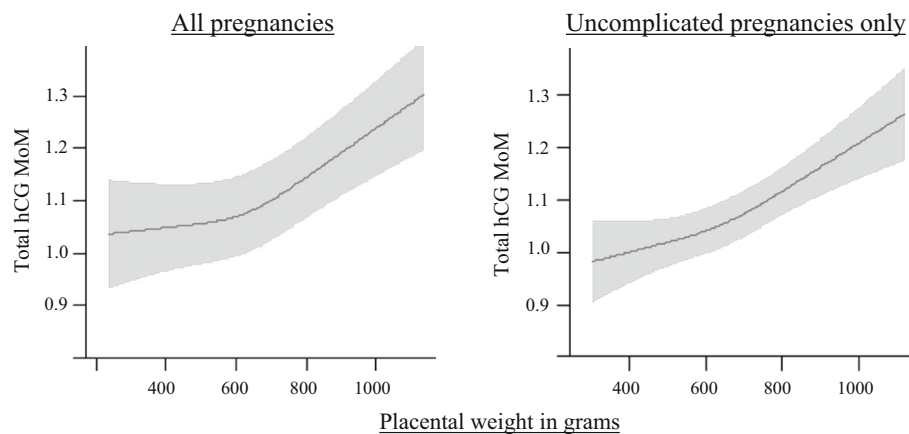 All pregnancies
Total hCG MoM
1.3
1.2
1.1
1.0
0.9
400 600 800 1000
Uncomplicated pregnancies only
Total hCG MoM
1.3
1.2
1.1
1.0
0.9
400 600 800 1000
Placental weight in grams